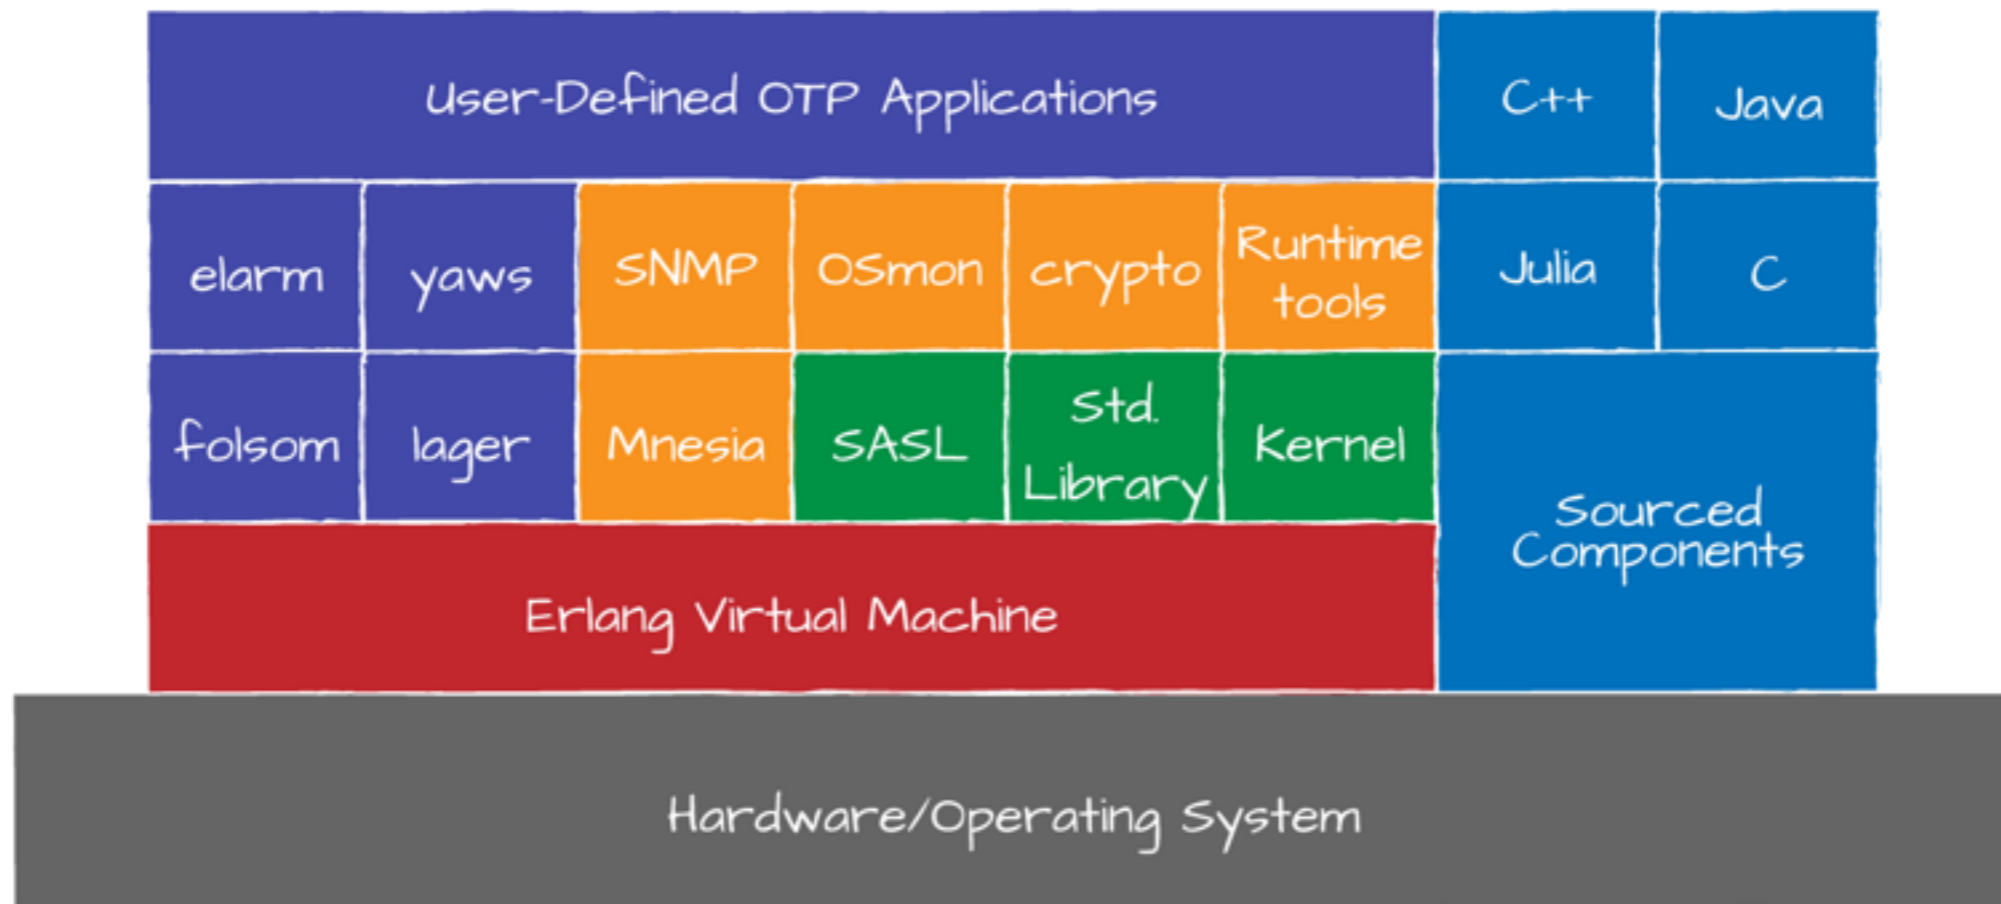 User-Defined OTP Applications
C++
Java
elarm
yaws
SNMP
OSmon
crypto
Runtime
tools
Julia
C
folsom
lager
Mnesia
SASL
Std.
Library
Kernel
Sourced
Components
Erlang Virtual Machine
Hardware/Operating System